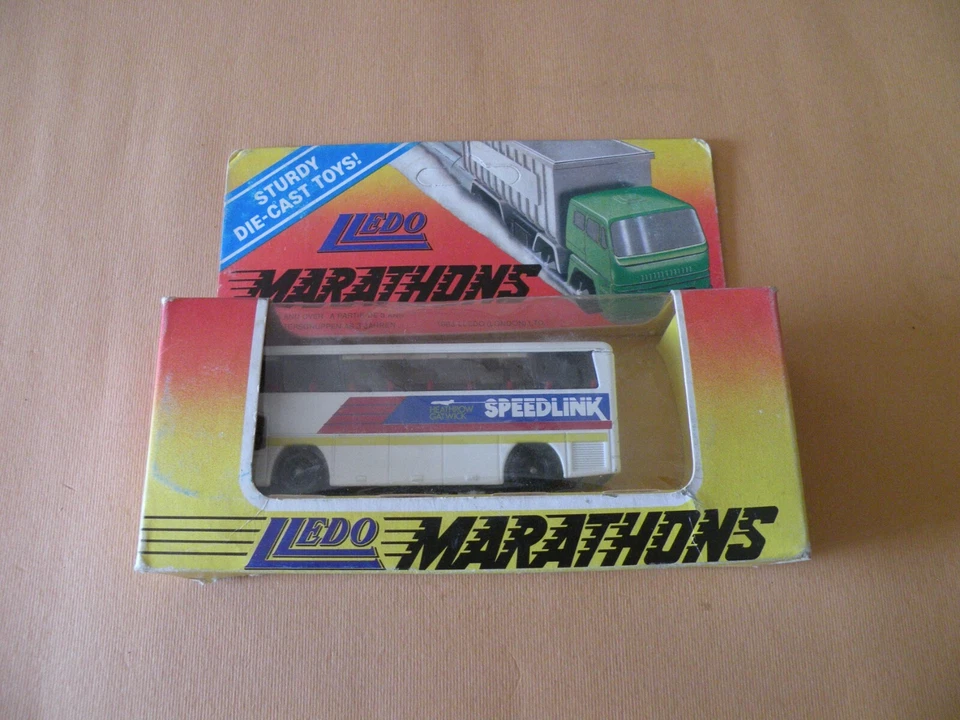 STURDY
DIE-CAST TOYS!
LLEDO
MARATHONS
HEATHROW
GATWICK
SPEEDLINK
LLEDO MARATHONS